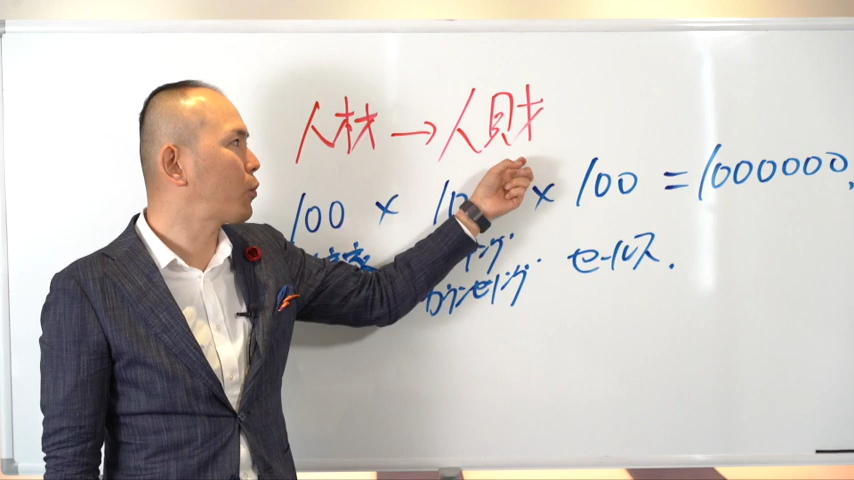 人材→人財
100 × 10 × 100 = 1000000
ング セールス.
カウンセリング